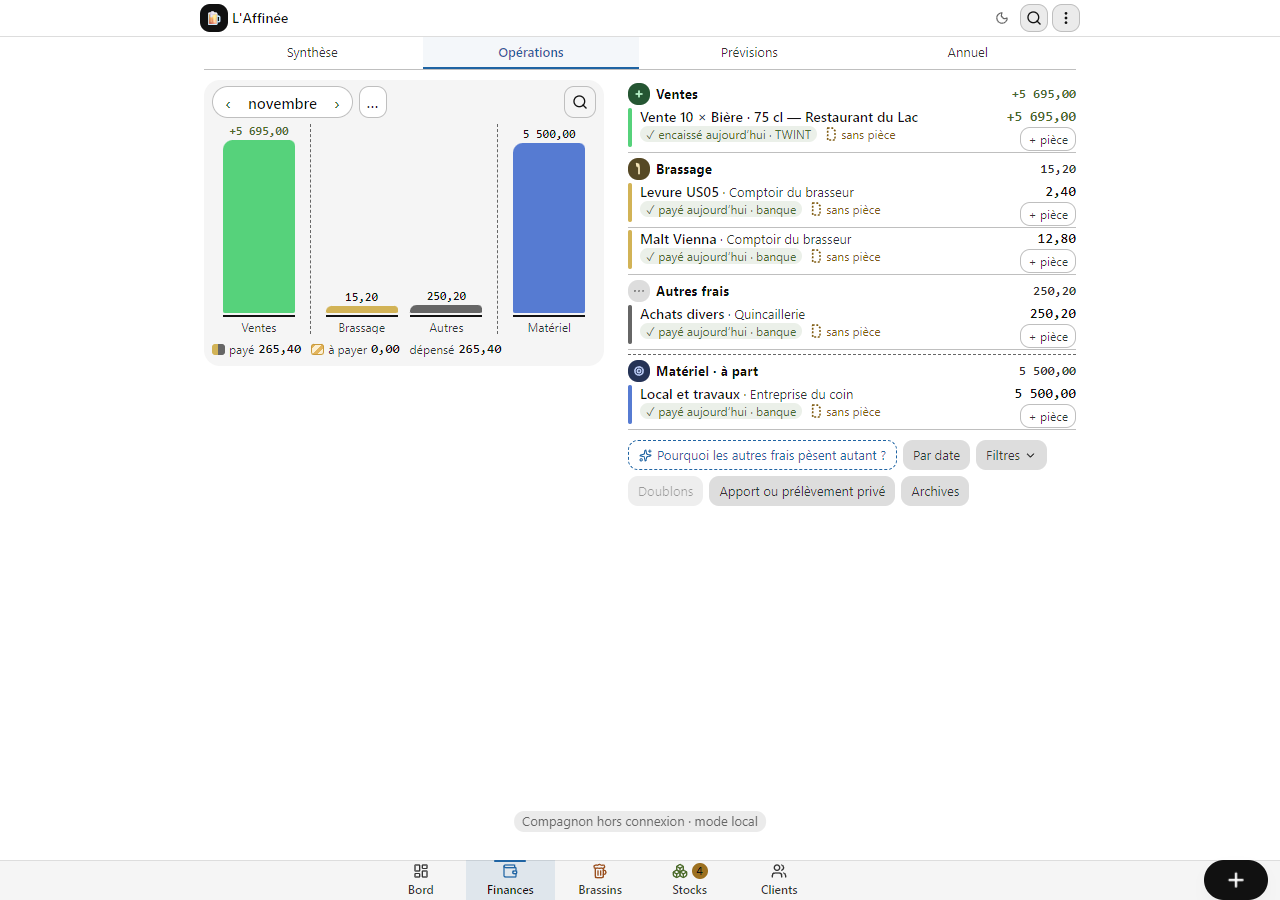 L'Affinée
Synthèse
Opérations
Prévisions
Annuel
‹ novembre ›
...
+5 695,00
5 500,00
15,20
250,20
Ventes
Brassage
Autres
Matériel
payé 265,40 à payer 0,00 dépensé 265,40
Ventes +5 695,00
Vente 10 × Bière · 75 cl — Restaurant du Lac +5 695,00
✓ encaissé aujourd'hui · TWINT sans pièce + pièce
Brassage 15,20
Levure US05 · Comptoir du brasseur 2,40
✓ payé aujourd'hui · banque sans pièce + pièce
Malt Vienna · Comptoir du brasseur 12,80
✓ payé aujourd'hui · banque sans pièce + pièce
Autres frais 250,20
Achats divers · Quincaillerie 250,20
✓ payé aujourd'hui · banque sans pièce + pièce
Matériel · à part 5 500,00
Local et travaux · Entreprise du coin 5 500,00
✓ payé aujourd'hui · banque sans pièce + pièce
Pourquoi les autres frais pèsent autant ? Par date Filtres
Doublons Apport ou prélèvement privé Archives
Compagnon hors connexion · mode local
Bord
Finances
Brassins
4
Stocks
Clients
+